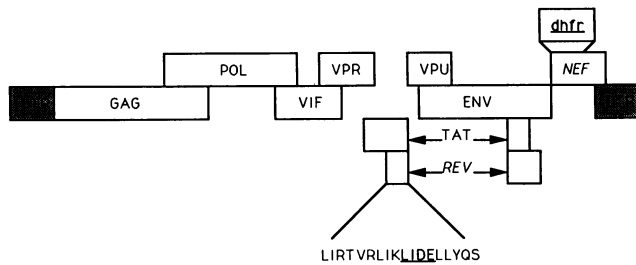 dhfr
POL VPR VPU NEF
GAG VIF ENV
TAT
REV
LIRTVRLIKLIDELLYQS